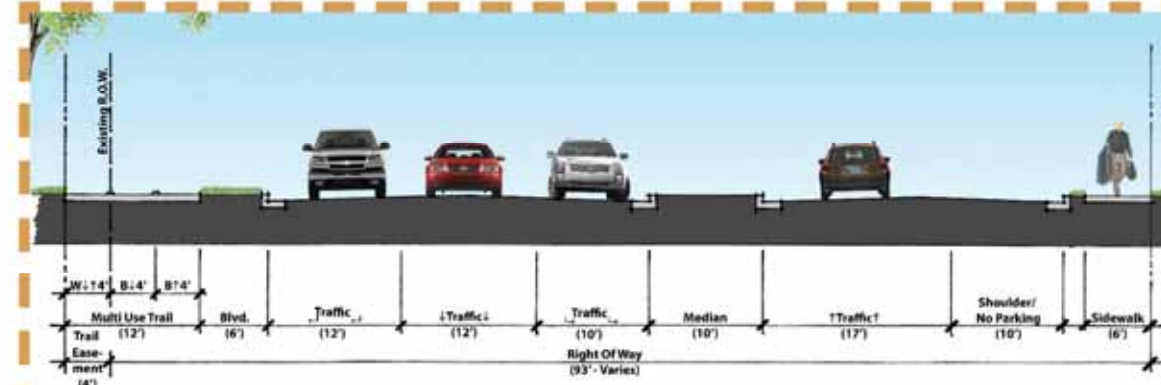 Existing R.O.W.
W↓↑4' B↓4' B↑4'
Multi Use Trail
(12')
Blvd.
(6')
Traffic
(12')
↓Traffic↓
(12')
Traffic
(10')
Median
(10')
↑Traffic↑
(17')
Shoulder/
No Parking
(10')
Sidewalk
(6')
Trail
Ease-
ment
(4')
Right Of Way
(93' - Varies)